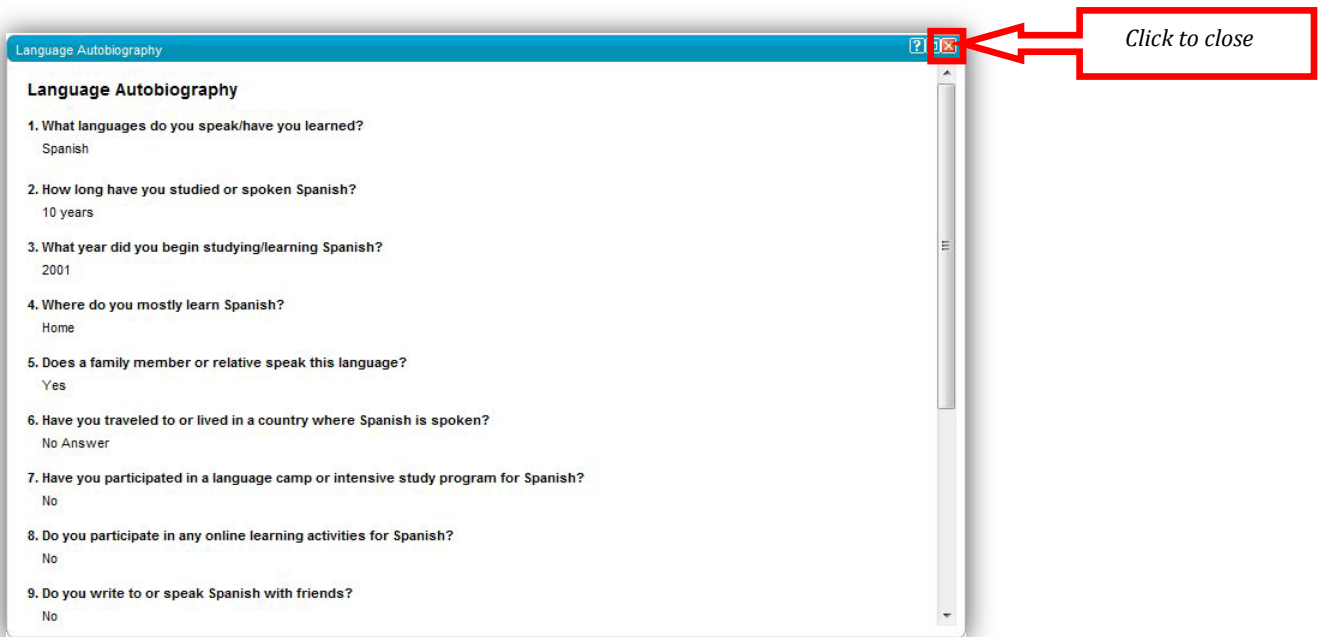 Click to close
Language Autobiography
?
Language Autobiography
1. What languages do you speak/have you learned?
Spanish
2. How long have you studied or spoken Spanish?
10 years
3. What year did you begin studying/learning Spanish?
2001
4. Where do you mostly learn Spanish?
Home
5. Does a family member or relative speak this language?
Yes
6. Have you traveled to or lived in a country where Spanish is spoken?
No Answer
7. Have you participated in a language camp or intensive study program for Spanish?
No
8. Do you participate in any online learning activities for Spanish?
No
9. Do you write to or speak Spanish with friends?
No